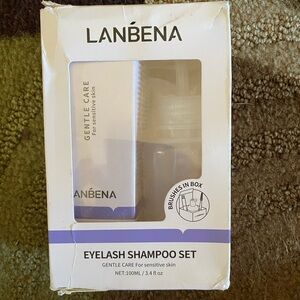 LANBENA
GENTLE CARE
For sensitive skin
ANBENA
BRUSHES IN BOX
EYELASH SHAMPOO SET
GENTLE CARE For sensitive skin
NET:100ML / 3.4 fl oz